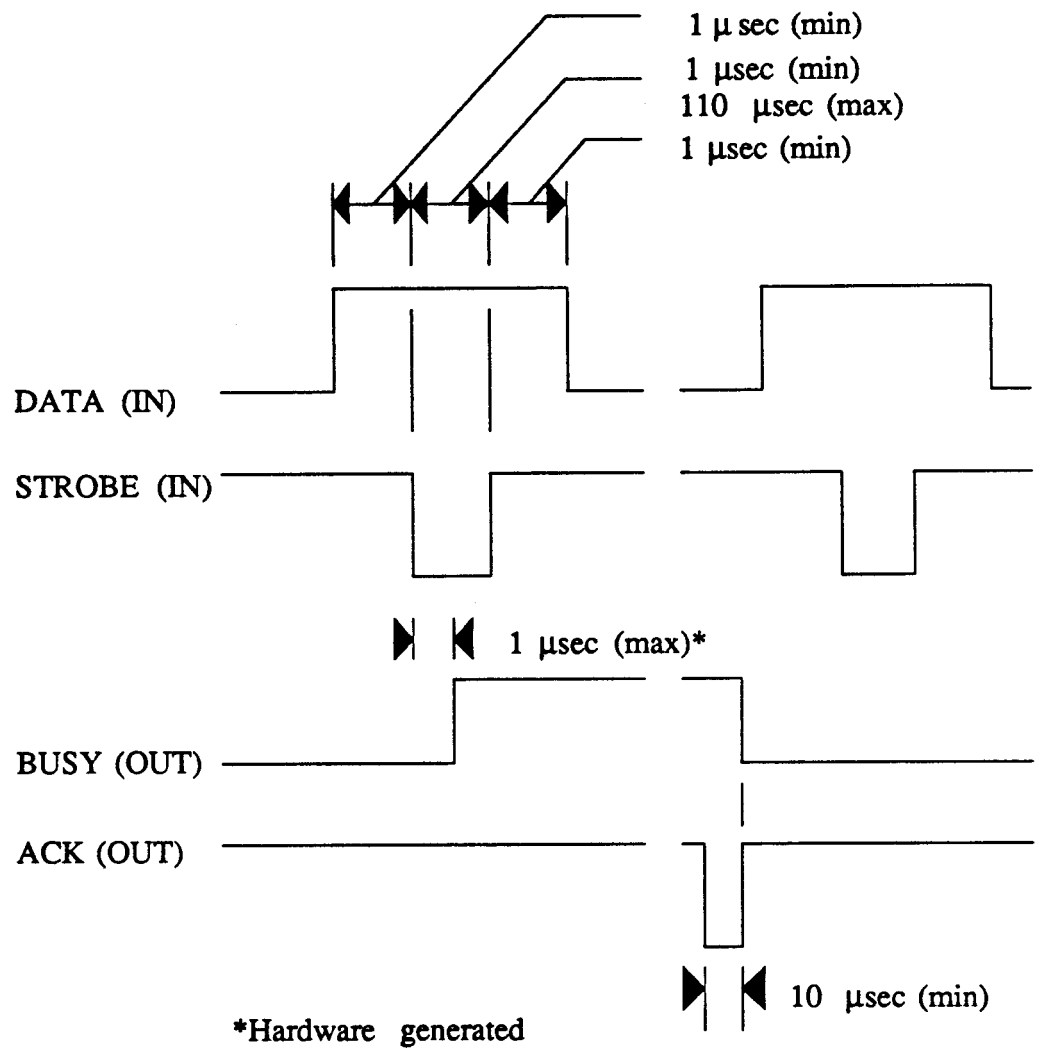 1 μ sec (min)
1 μsec (min)
110 μsec (max)
1 μsec (min)
DATA (IN)
STROBE (IN)
1 μsec (max)*
BUSY (OUT)
ACK (OUT)
10 μsec (min)
*Hardware generated